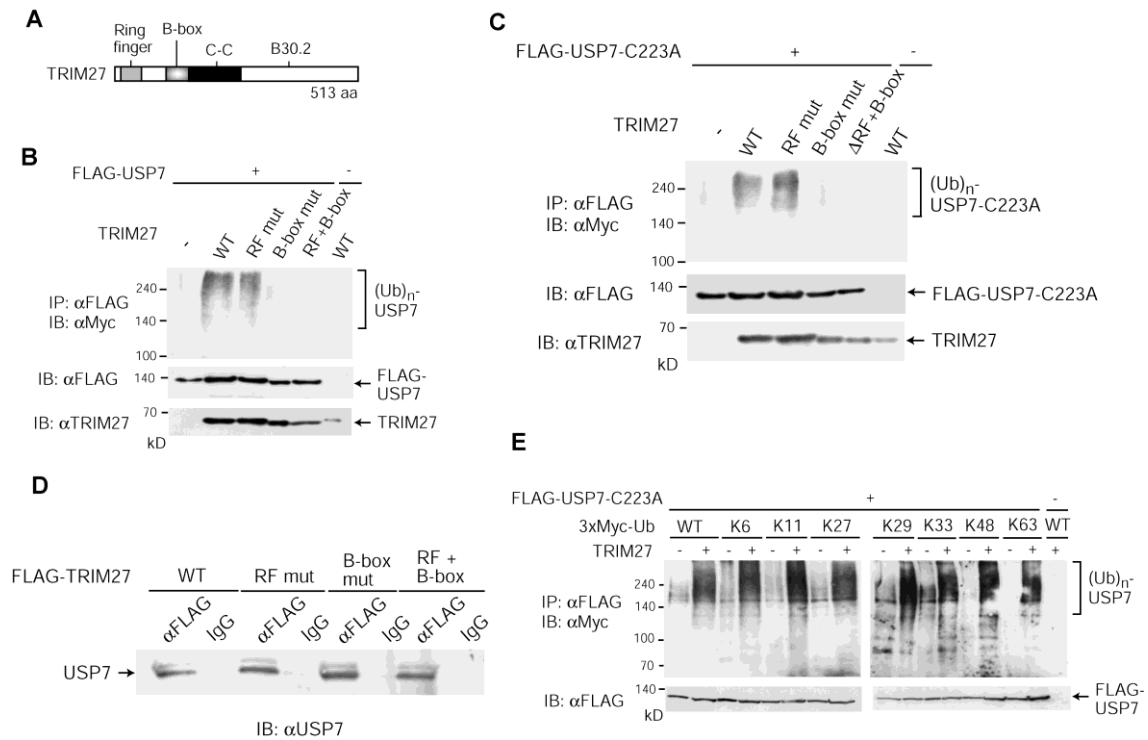 A
Ring
finger
B-box
C-C
B30.2
TRIM27
513 aa
B
FLAG-USP7
+
-
TRIM27
-
WT
RF mut
B-box mut
RF+B-box
WT
IP: αFLAG
IB: αMyc
240
140
100
(Ub)n-
USP7
IB: αFLAG
140
FLAG-
USP7
IB: αTRIM27
70
TRIM27
kD
C
FLAG-USP7-C223A
+
-
TRIM27
-
WT
RF mut
B-box mut
ΔRF+B-box
WT
IP: αFLAG
IB: αMyc
240
140
100
(Ub)n-
USP7-C223A
IB: αFLAG
140
FLAG-USP7-C223A
IB: αTRIM27
70
TRIM27
kD
D
FLAG-TRIM27
WT
RF mut
B-box
mut
RF +
B-box
αFLAG IgG αFLAG IgG αFLAG IgG αFLAG IgG
USP7
IB: αUSP7
E
FLAG-USP7-C223A
+
-
3xMyc-Ub WT K6 K11 K27 K29 K33 K48 K63 WT
TRIM27 - + - + - + - + - + - + - + - + +
IP: αFLAG
IB: αMyc
240
140
100
70
(Ub)n-
USP7
IB: αFLAG
140
kD
FLAG-
USP7